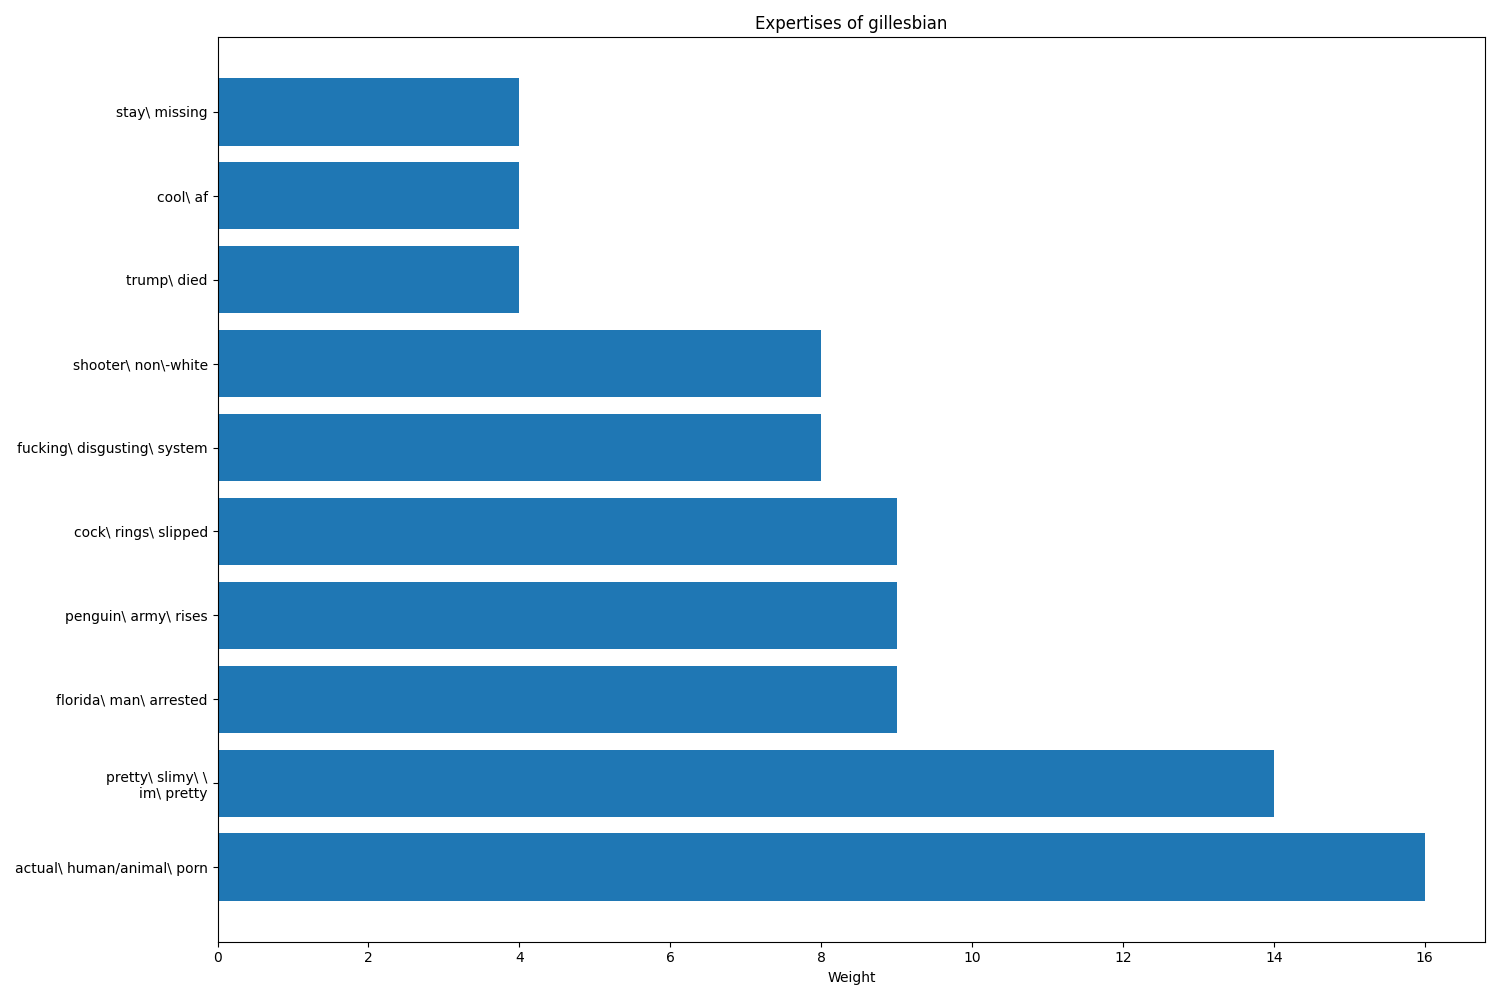 Expertises of gillesbian
stay\ missing
cool\ af
trump\ died
shooter\ non\-white
fucking\ disgusting\ system
cock\ rings\ slipped
penguin\ army\ rises
florida\ man\ arrested
pretty\ slimy\ \
im\ pretty
actual\ human/animal\ porn
0 2 4 6 8 10 12 14 16
Weight